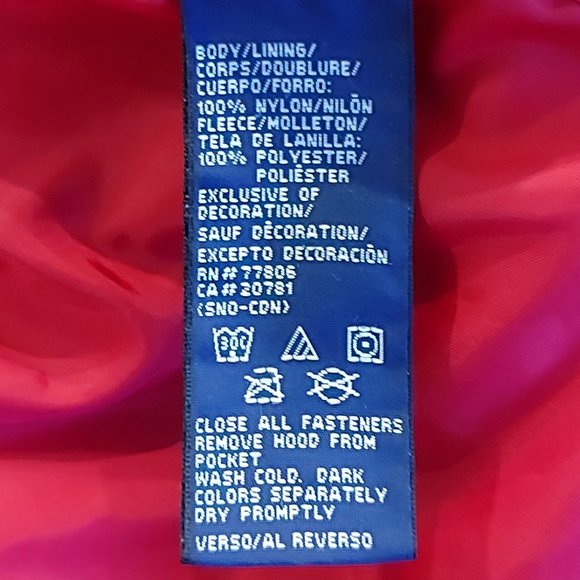 BODY/LINING/
CORPS/DOUBLURE/
CUERPO/FORRO:
100% NYLON/NILÓN
FLEECE/MOLLETON/
TELA DE LANILLA:
100% POLYESTER/
POLIÉSTER
EXCLUSIVE OF
DECORATION/
SAUF DÉCORATION/
EXCEPTO DECORACIÓN
RN# 77806
CA# 20781
(SNO-CDN)
30C
CLOSE ALL FASTENERS
REMOVE HOOD FROM
POCKET
WASH COLD. DARK
COLORS SEPARATELY
DRY PROMPTLY
VERSO/AL REVERSO